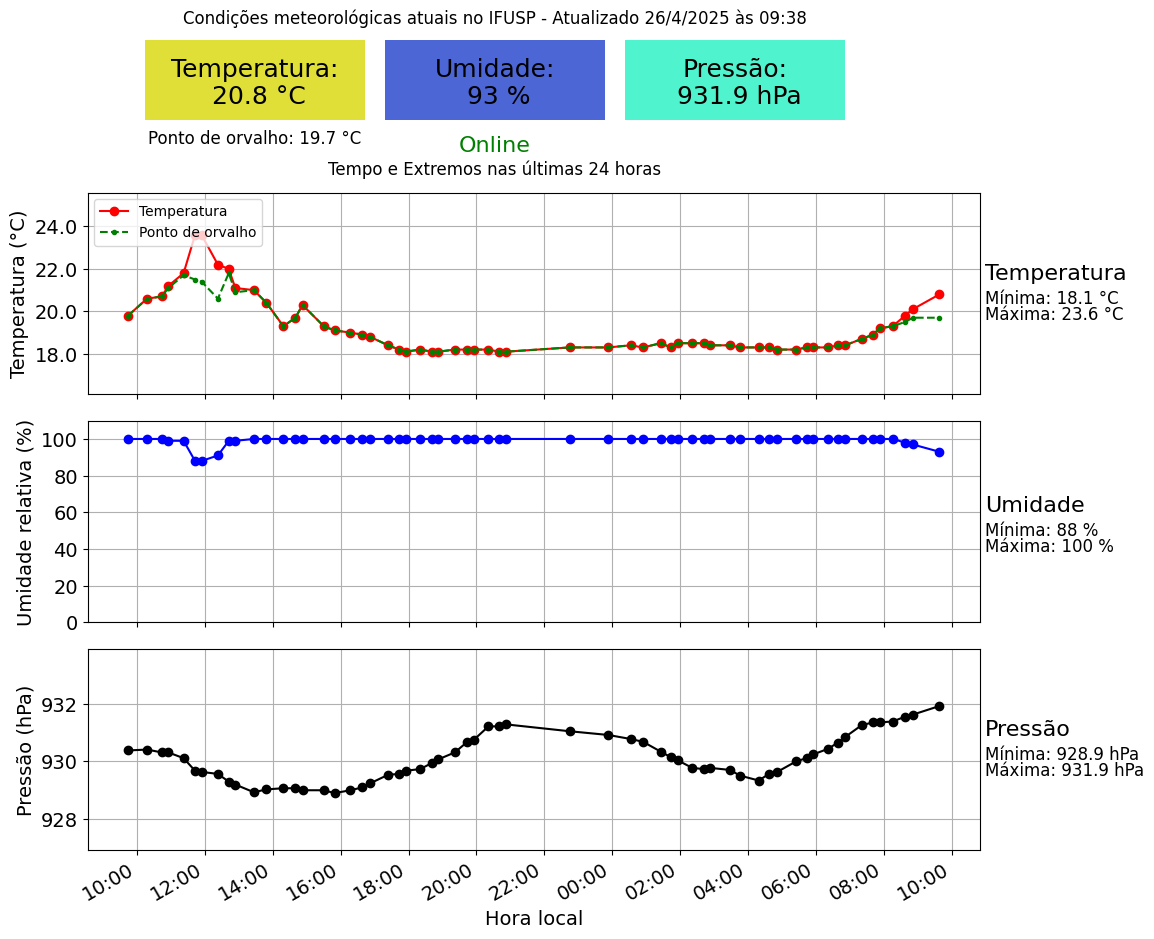 Condições meteorológicas atuais no IFUSP - Atualizado 26/4/2025 às 09:38
Temperatura:
20.8 °C
Umidade:
93 %
Pressão:
931.9 hPa
Ponto de orvalho: 19.7 °C
Online
Tempo e Extremos nas últimas 24 horas
Temperatura (°C)
24.0
22.0
20.0
18.0
Temperatura
Ponto de orvalho
Temperatura
Mínima: 18.1 °C
Máxima: 23.6 °C
Umidade relativa (%)
100
80
60
40
20
0
Umidade
Mínima: 88 %
Máxima: 100 %
Pressão (hPa)
932
930
928
Pressão
Mínima: 928.9 hPa
Máxima: 931.9 hPa
10:00 12:00 14:00 16:00 18:00 20:00 22:00 00:00 02:00 04:00 06:00 08:00 10:00
Hora local